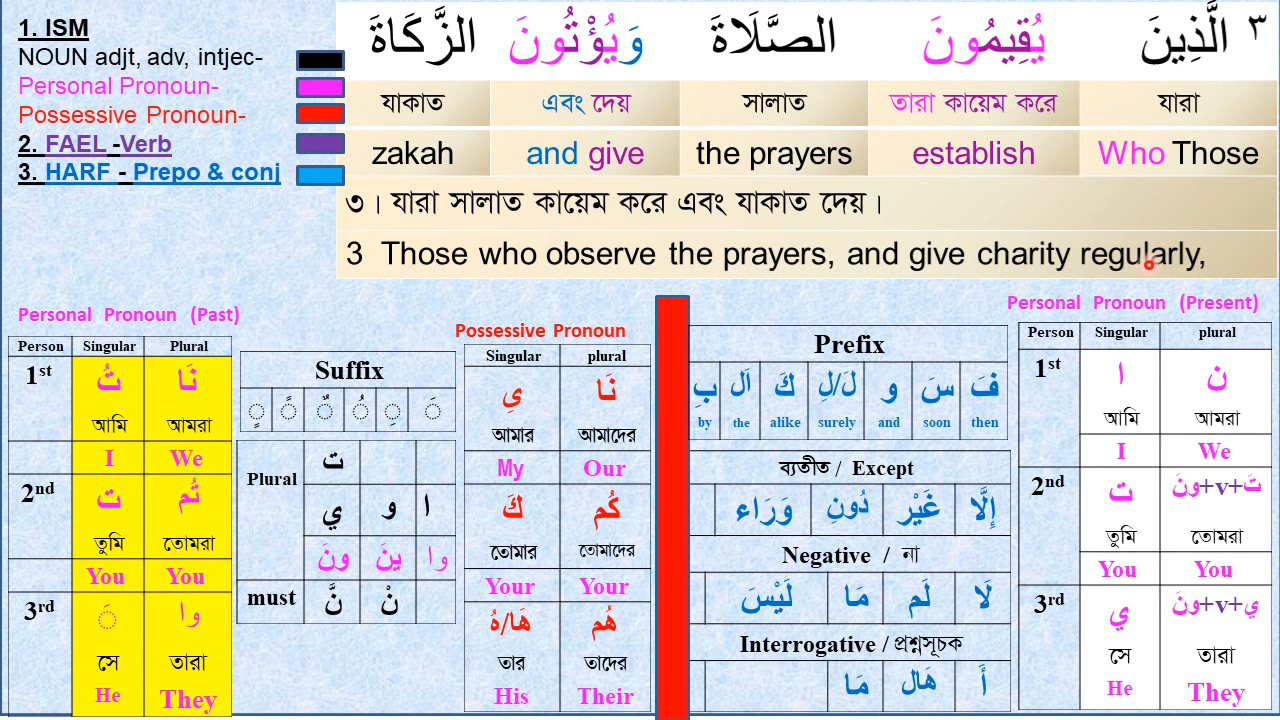 1. ISM
NOUN adjt, adv, intjec-
Personal Pronoun-
Possessive Pronoun-
2. FAEL -Verb
3. HARF - Prepo & conj
٣ الَّذِينَ يُقِيمُونَ الصَّلَاةَ وَيُؤْتُونَ الزَّكَاةَ
যাকাত এবং দেয় সালাত তারা কায়েম করে যারা
zakah and give the prayers establish Who Those
৩। যারা সালাত কায়েম করে এবং যাকাত দেয়।
3 Those who observe the prayers, and give charity regularly,
Personal Pronoun (Past)
Person Singular Plural
1st تُ نَا
আমি আমরা
I We
2nd ت تُم
তুমি তোমরা
You You
3rd َ وا
সে তারা
He They
Suffix
ٍ ً ٌ ُ ِ َ
Plural ت
ي و ا
ونَ ينَ وا
must نَّ نْ
Possessive Pronoun
Singular plural
يِ نَا
আমার আমাদের
My Our
كَ كُم
তোমার তোমাদের
Your Your
هَا/هُ هُم
তার তাদের
His Their
Prefix
بِ اَل كَ لَ/لِ و سَ فَ
by the alike surely and soon then
ব্যতীত / Except
وَرَاء دُونِ غَيْر إِلَّا
Negative / না
لَيْسَ مَا لَم لَا
Interrogative / প্রশ্নসূচক
مَا هَال أَ
Personal Pronoun (Present)
Person Singular plural
1st ا ن
আমি আমরা
I We
2nd ت تَ+v+ونَ
তুমি তোমরা
You You
3rd ي ي+v+ونَ
সে তারা
He They